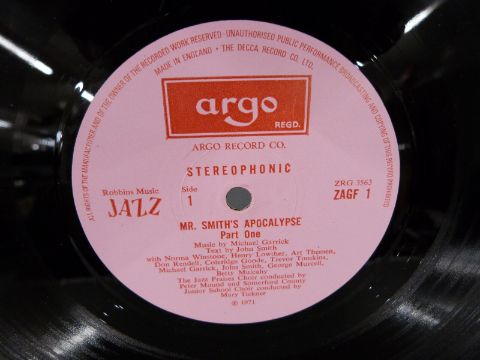 ALL RIGHTS OF THE MANUFACTURER AND OF THE OWNER OF THE RECORDED WORK RESERVED · UNAUTHORISED PUBLIC PERFORMANCE BROADCASTING AND COPYING OF THIS RECORD PROHIBITED
MADE IN ENGLAND · THE DECCA RECORD CO. LTD.
argo
REGD.
ARGO RECORD CO.
STEREOPHONIC
Robbins Music
JAZZ
Side
1
ZRG 3563
ZAGF 1
MR. SMITH'S APOCALYPSE
Part One
Music by Michael Garrick
Text by John Smith
with Norma Winstone, Henry Lowther, Art Themen,
Don Rendell, Coleridge Goode, Trevor Tomkins,
Michael Garrick, John Smith, George Murcell,
Betty Mulcahy
The Jazz Praises Choir conducted by
Peter Mound and Somerford County
Junior School Choir conducted by
Mary Tickner
℗ 1971